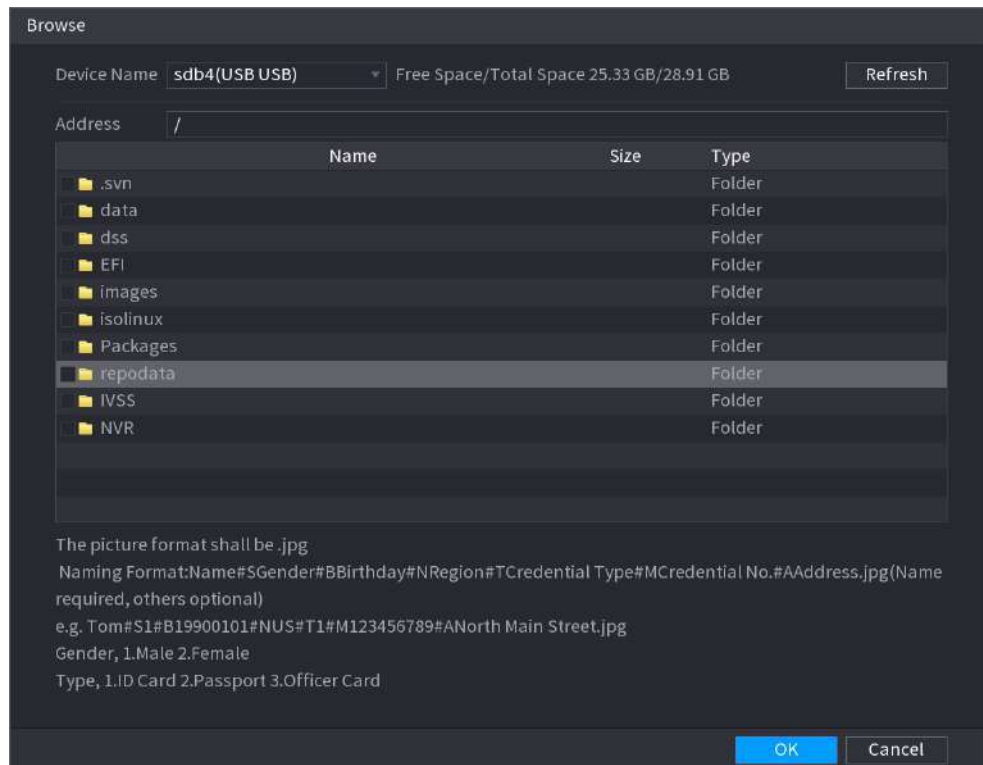 Browse
Device Name sdb4(USB USB) Free Space/Total Space 25.33 GB/28.91 GB Refresh
Address /
Name Size Type
.svn Folder
data Folder
dss Folder
EFI Folder
images Folder
isolinux Folder
Packages Folder
repodata Folder
IVSS Folder
NVR Folder
The picture format shall be .jpg
Naming Format:Name#SGender#BBirthday#NRegion#TCredential Type#MCredential No.#AAddress.jpg(Name
required, others optional)
e.g. Tom#S1#B19900101#NUS#T1#M123456789#ANorth Main Street.jpg
Gender, 1.Male 2.Female
Type, 1.ID Card 2.Passport 3.Officer Card
OK Cancel